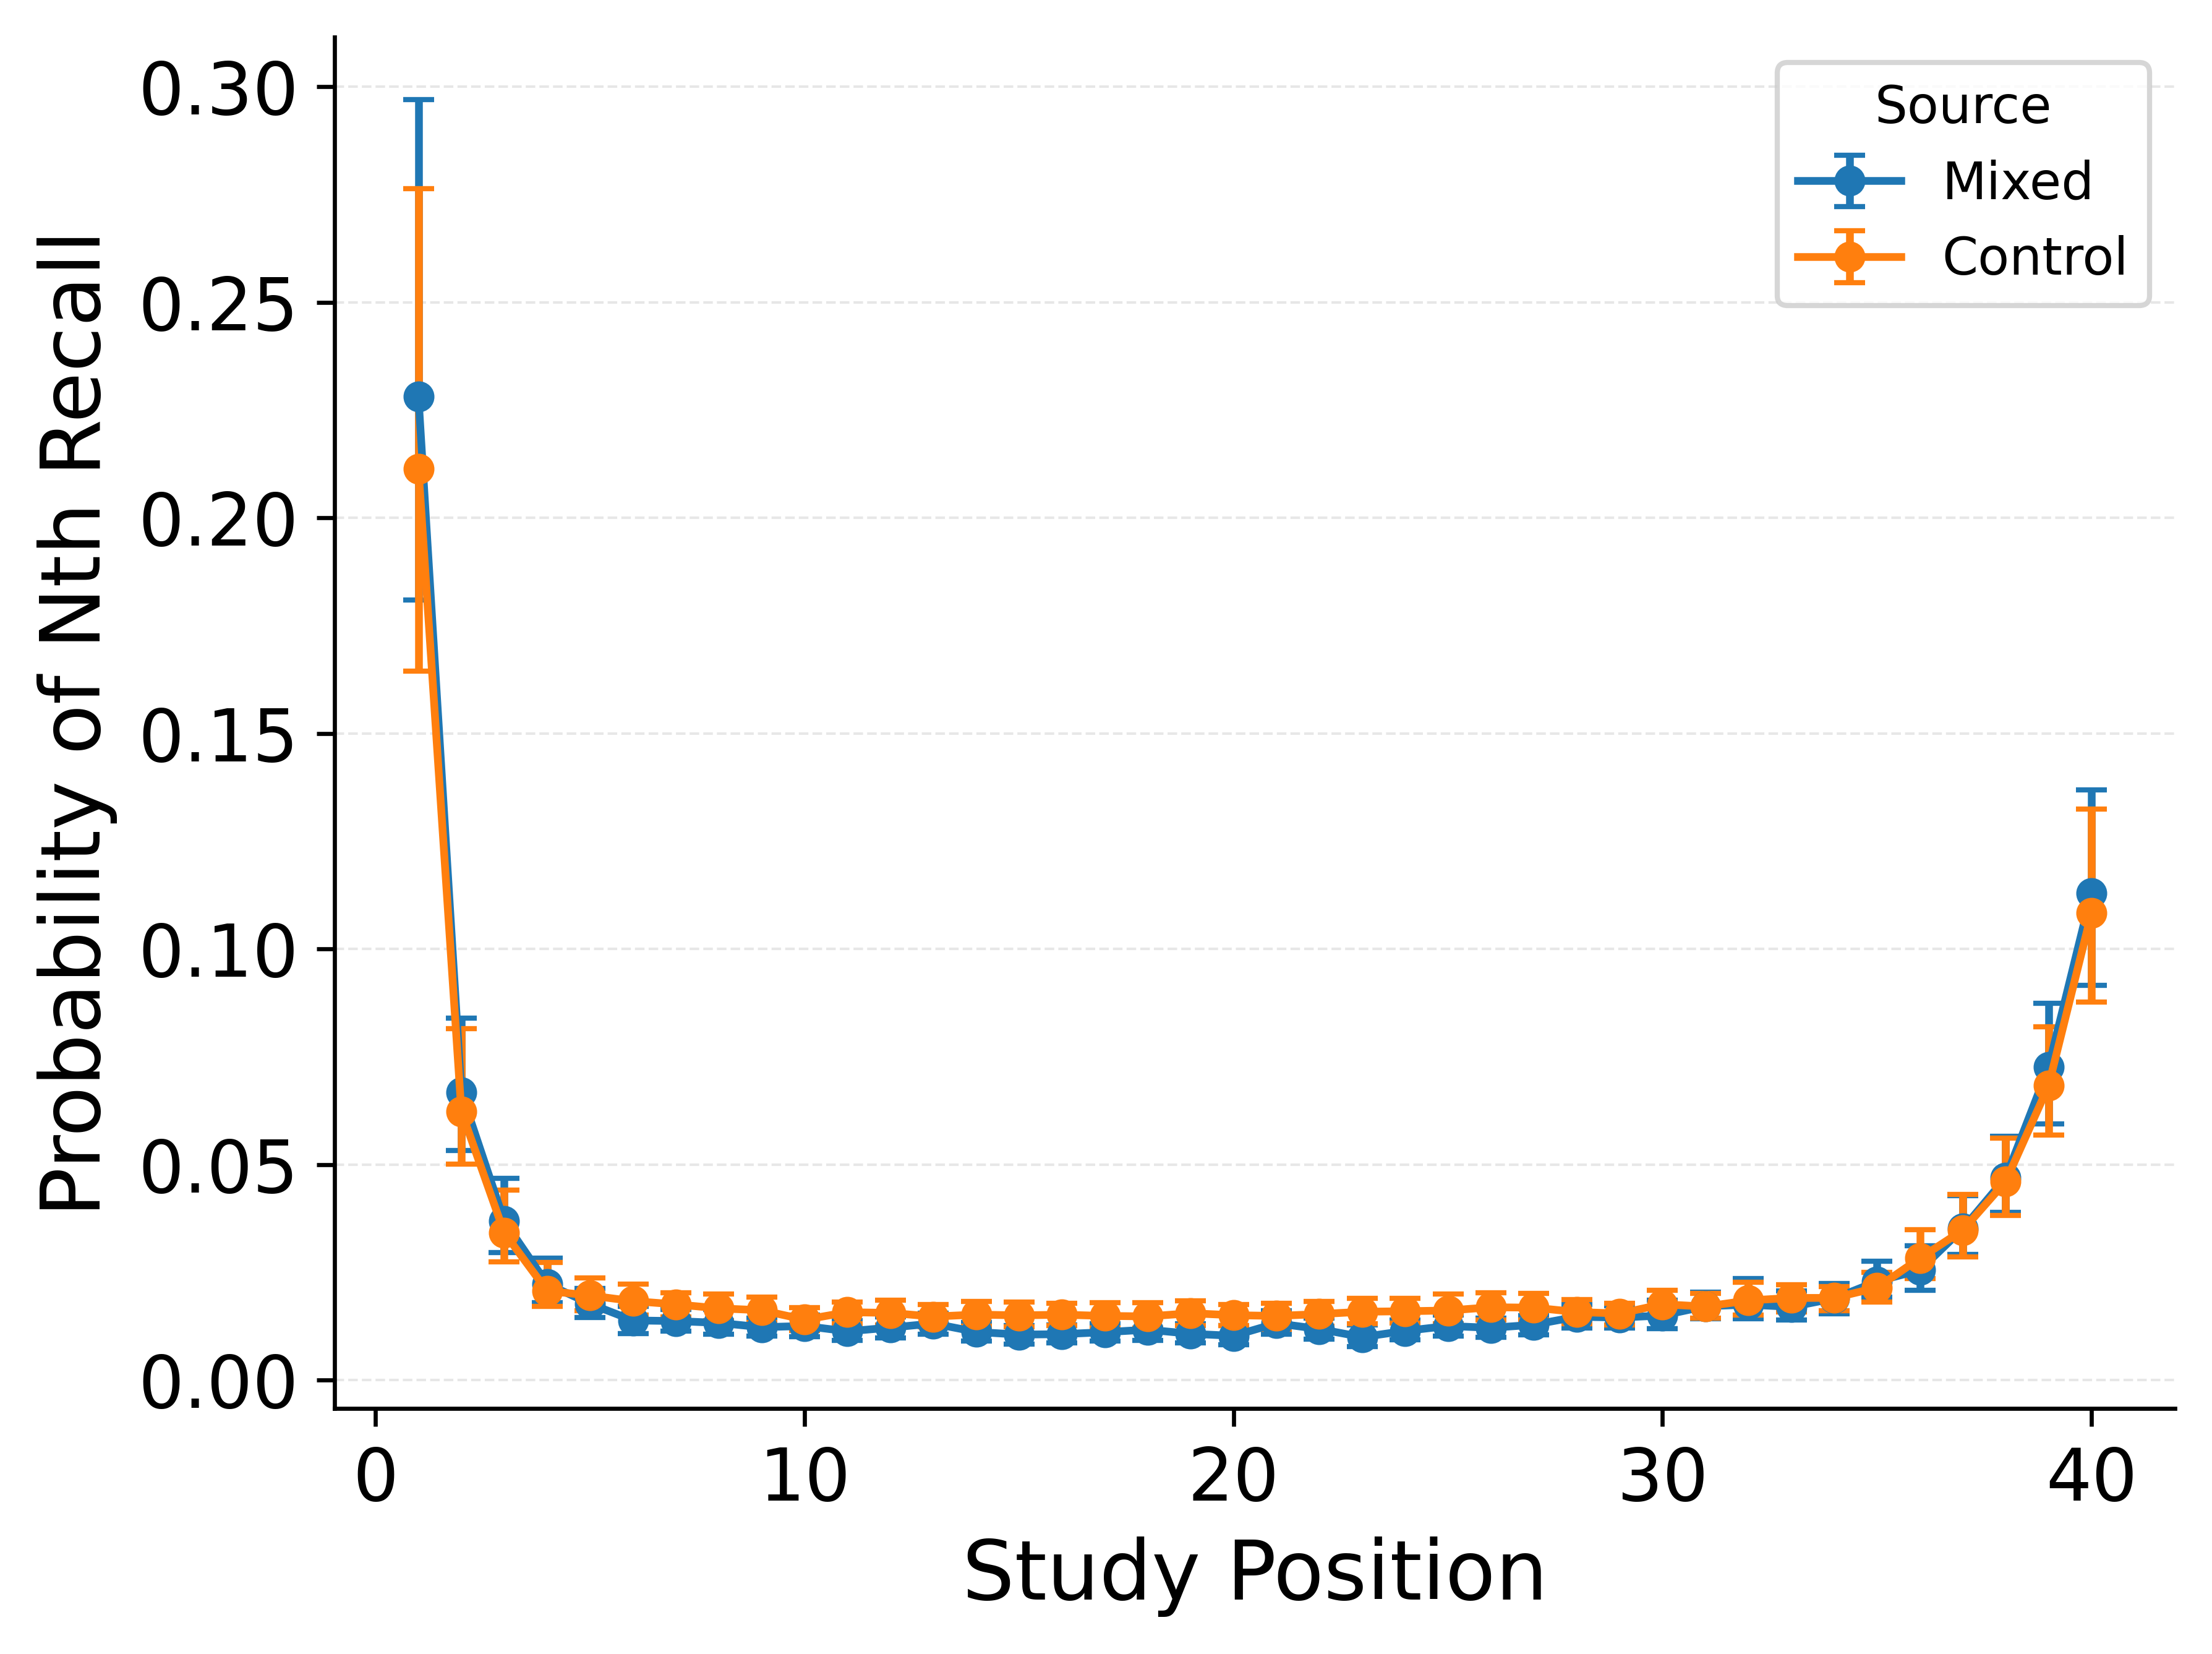 0.30
0.25
0.20
0.15
0.10
0.05
0.00
Probability of Nth Recall
0 10 20 30 40
Study Position
Source
Mixed
Control